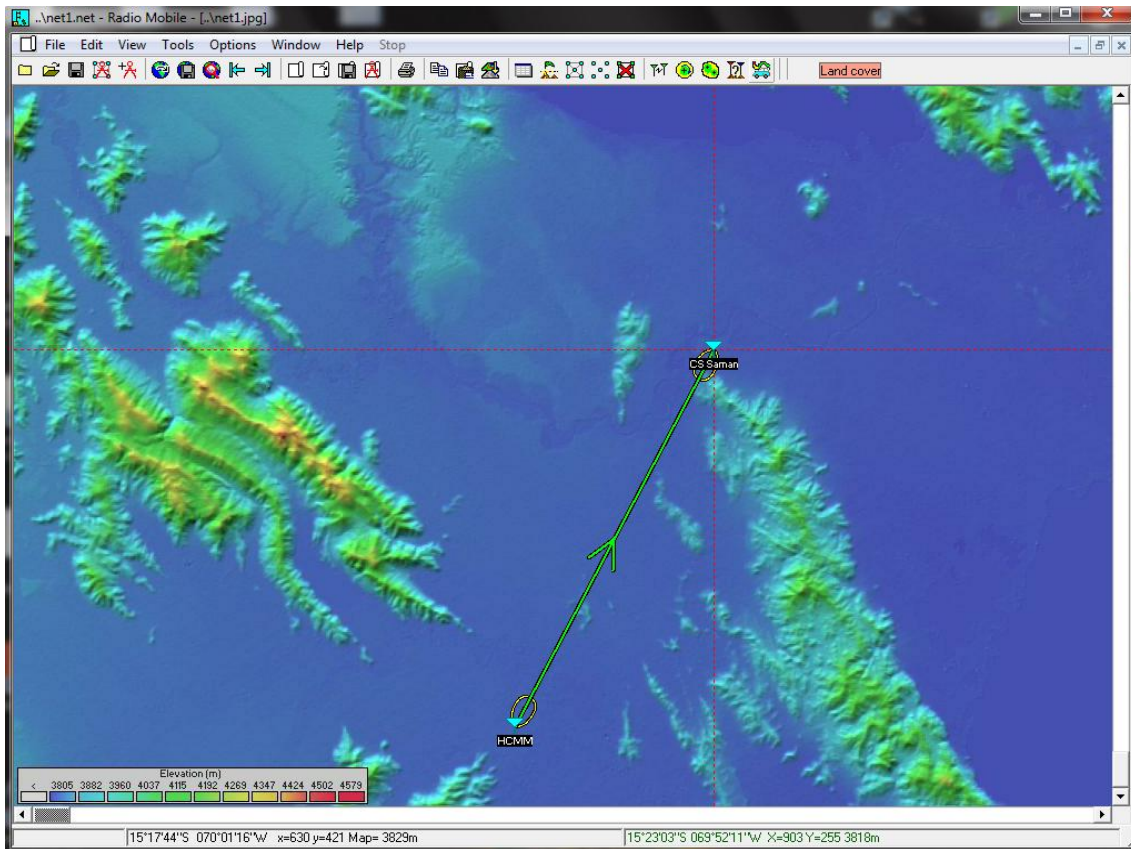 ..\net1.net - Radio Mobile - [..\net1.jpg]
File Edit View Tools Options Window Help Stop
Land cover
CS Saman
HCMM
Elevation (m)
< 3805 3882 3960 4037 4115 4192 4269 4347 4424 4502 4579
15°17'44''S 070°01'16''W x=630 y=421 Map= 3829m
15°23'03''S 069°52'11''W X=903 Y=255 3818m